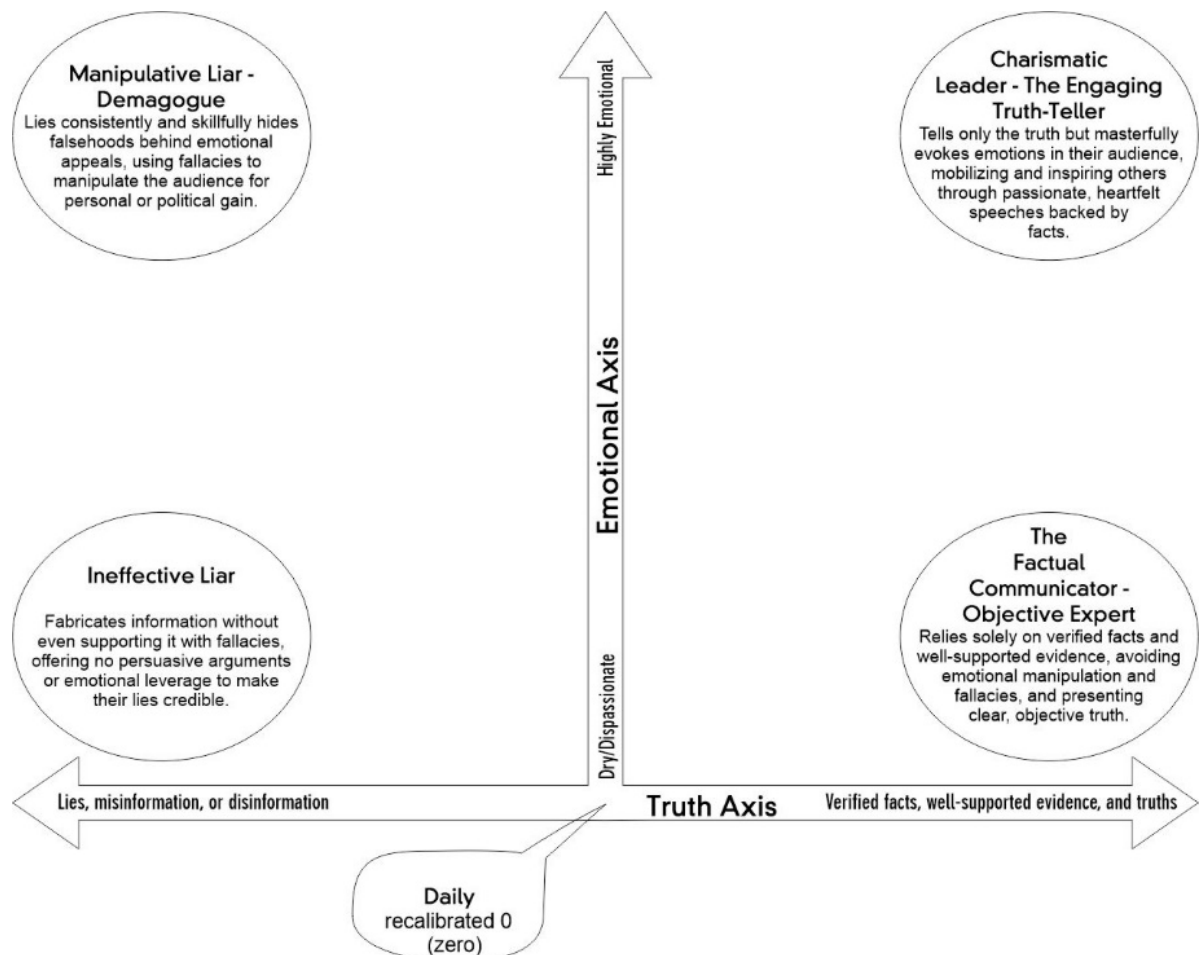 Manipulative Liar -
Demagogue
Lies consistently and skillfully hides
falsehoods behind emotional
appeals, using fallacies to
manipulate the audience for
personal or political gain.
Highly Emotional
Charismatic
Leader - The Engaging
Truth-Teller
Tells only the truth but masterfully
evokes emotions in their audience,
mobilizing and inspiring others
through passionate, heartfelt
speeches backed by
facts.
Emotional Axis
Ineffective Liar
Fabricates information without
even supporting it with fallacies,
offering no persuasive arguments
or emotional leverage to make
their lies credible.
Dry/Dispassionate
The
Factual
Communicator -
Objective Expert
Relies solely on verified facts and
well-supported evidence, avoiding
emotional manipulation and
fallacies, and presenting
clear, objective truth.
Lies, misinformation, or disinformation
Truth Axis
Verified facts, well-supported evidence, and truths
Daily
recalibrated 0
(zero)